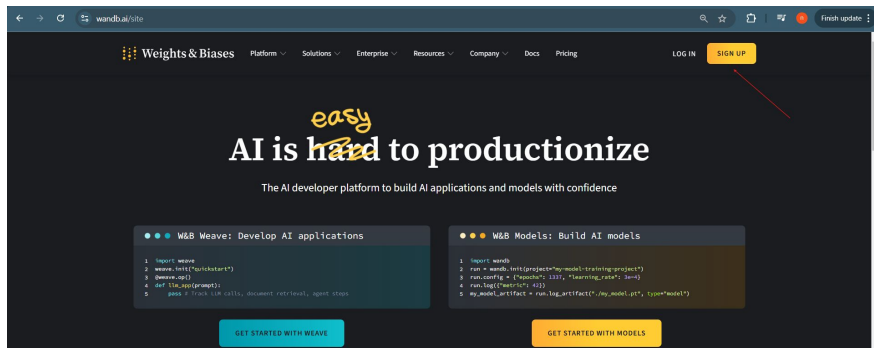 wandb.ai/site
Finish update
Weights & Biases Platform Solutions Enterprise Resources Company Docs Pricing LOG IN SIGN UP
easy
AI is hard to productionize
The AI developer platform to build AI applications and models with confidence
W&B Weave: Develop AI applications
1 import weave
2 weave.init("quickstart")
3 @weave.op()
4 def llm_app(prompt):
5 pass # Track LLM calls, document retrieval, agent steps
GET STARTED WITH WEAVE
W&B Models: Build AI models
1 import wandb
2 run = wandb.init(project="my-model-training-project")
3 run.config = {"epochs": 1337, "learning_rate": 3e-4}
4 run.log({"metric": 42})
5 my_model_artifact = run.log_artifact("./my_model.pt", type="model")
GET STARTED WITH MODELS